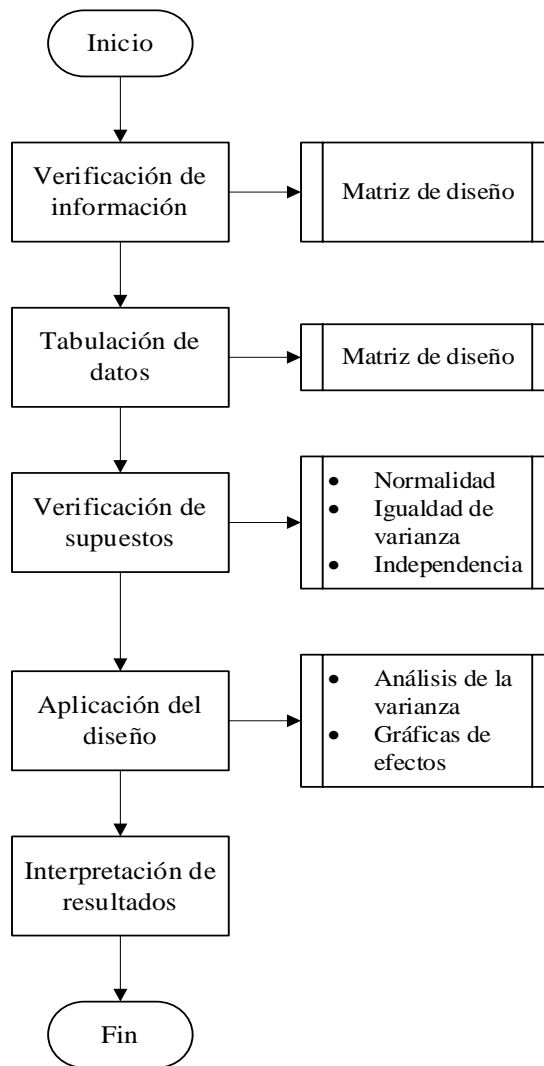 Inicio
Verificación de
información
Matriz de diseño
Tabulación de
datos
Matriz de diseño
Verificación de
supuestos
• Normalidad
• Igualdad de
varianza
• Independencia
Aplicación del
diseño
• Análisis de la
varianza
• Gráficas de
efectos
Interpretación de
resultados
Fin